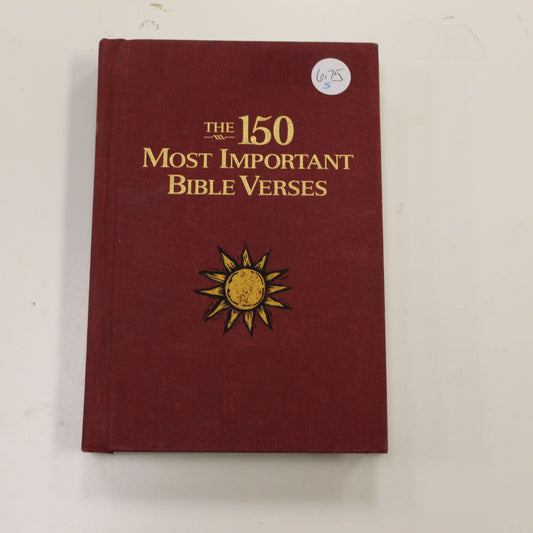 6.75
S
THE 150
MOST IMPORTANT
BIBLE VERSES